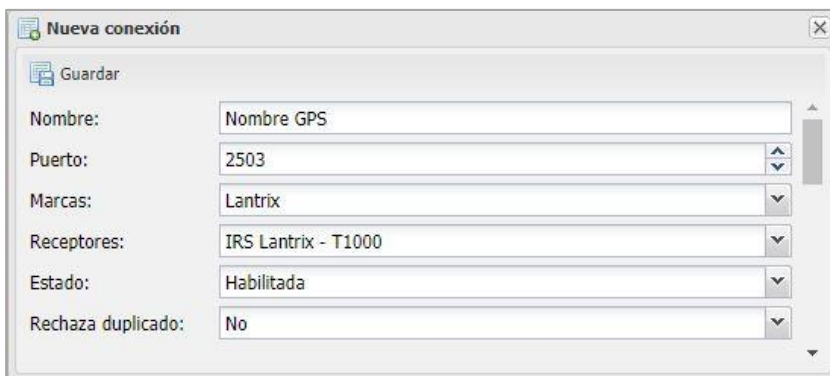 Nueva conexión
Guardar
Nombre: Nombre GPS
Puerto: 2503
Marcas: Lantrix
Receptores: IRS Lantrix - T1000
Estado: Habilitada
Rechaza duplicado: No